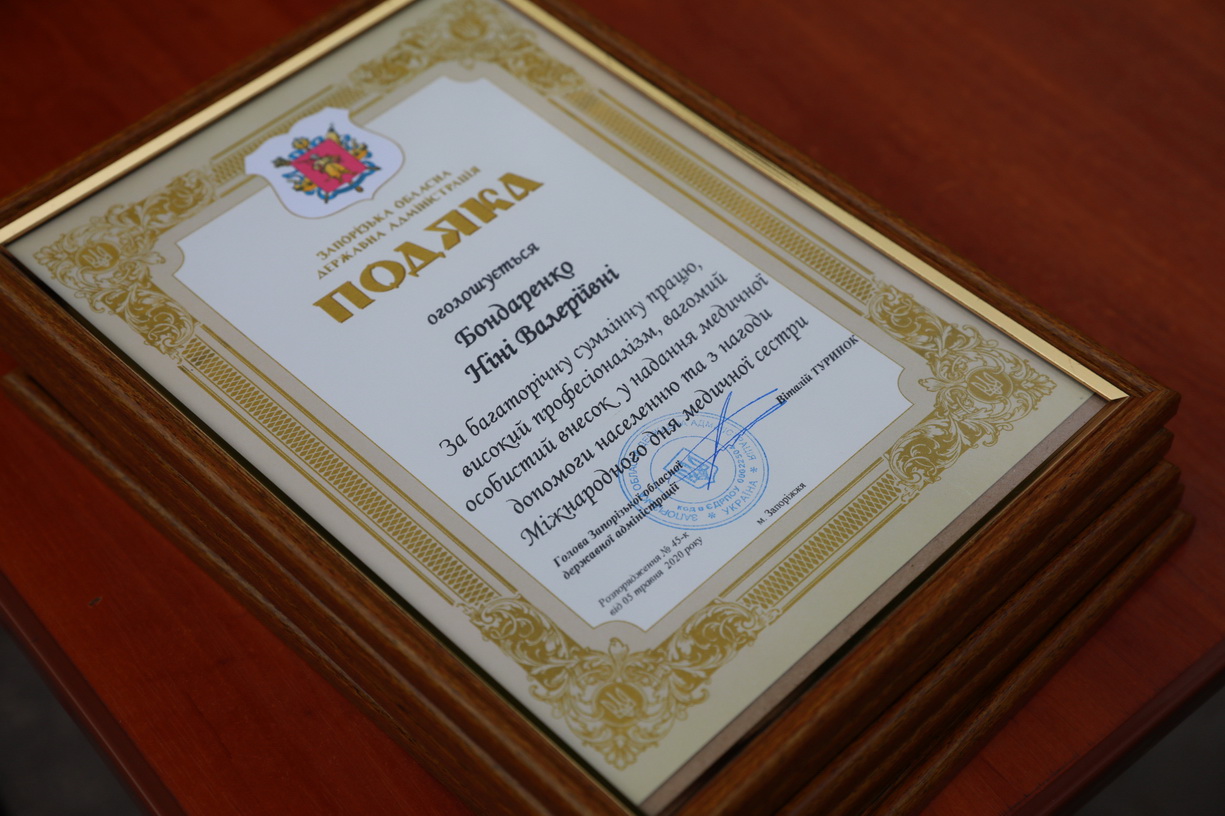 ЗАПОРІЗЬКА ОБЛАСНА
ДЕРЖАВНА АДМІНІСТРАЦІЯ
ПОДЯКА
оголошується
Бондаренко
Ніні Валеріївні
За багаторічну сумлінну працю,
високий професіоналізм, вагомий
особистий внесок у надання медичної
допомоги населенню та з нагоди
Міжнародного дня медичної сестри
Голова Запорізької обласної
державної адміністрації
Віталій ТУРИНОК
УКРАЇНА
Розпорядження № 45-к
від 05 травня 2020 року
м. Запоріжжя